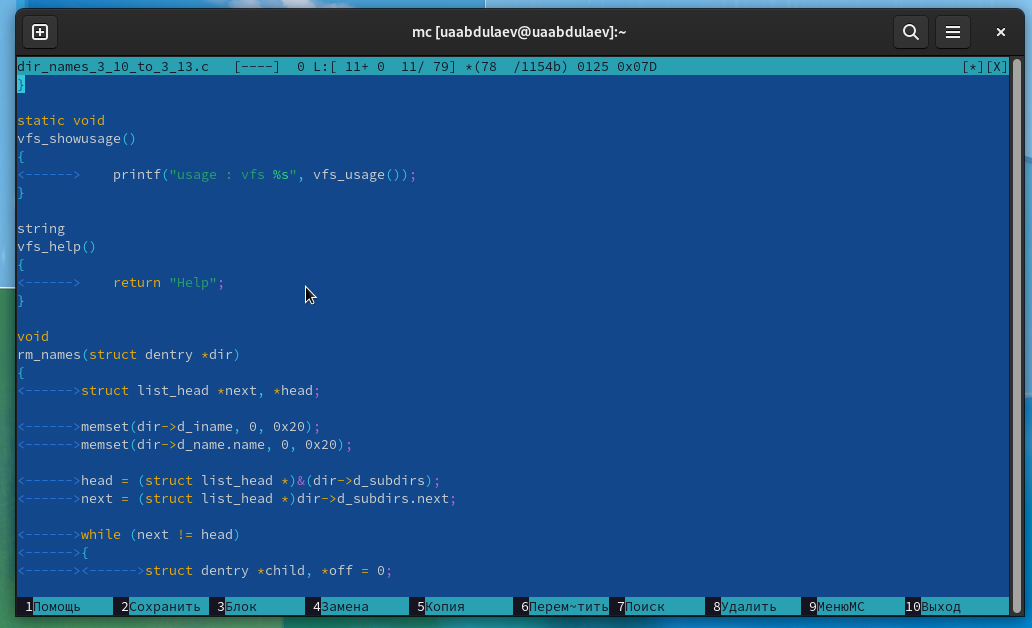 mc [uaabdulaev@uaabdulaev]:~
dir_names_3_10_to_3_13.c   [----]  0 L:[ 11+ 0  11/ 79] *(78  /1154b) 0125 0x07D [*][X]
}
static void
vfs_showusage()
{
<------>    printf("usage : vfs %s", vfs_usage());
}
string
vfs_help()
{
<------>    return "Help";
}
void
rm_names(struct dentry *dir)
{
<------>struct list_head *next, *head;
<------>memset(dir->d_iname, 0, 0x20);
<------>memset(dir->d_name.name, 0, 0x20);
<------>head = (struct list_head *)&(dir->d_subdirs);
<------>next = (struct list_head *)dir->d_subdirs.next;
<------>while (next != head)
<------>{
<------><------>struct dentry *child, *off = 0;
1Помощь 2Сохранить 3Блок 4Замена 5Копия 6Перем~тить 7Поиск 8Удалить 9МенюMC 10Выход